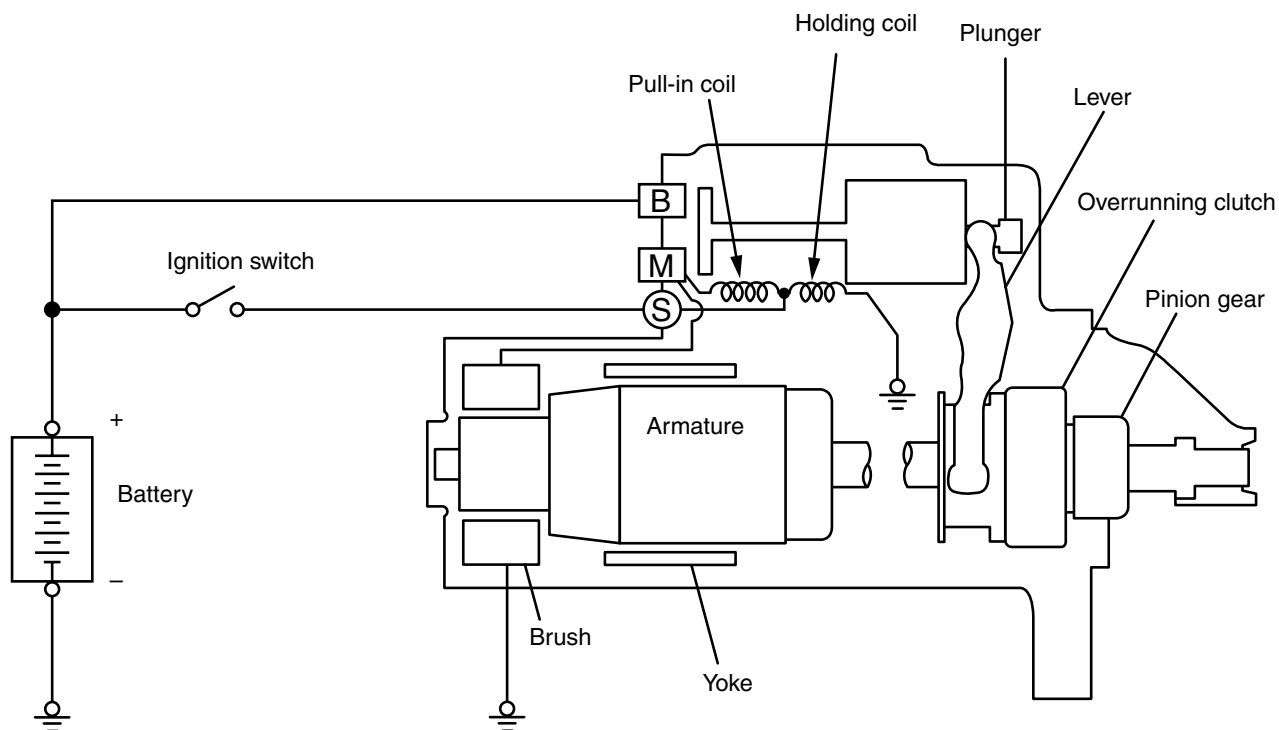 Holding coil
Plunger
Pull-in coil
Lever
B
Overrunning clutch
Ignition switch
M
Pinion gear
S
+
Armature
Battery
–
Brush
Yoke